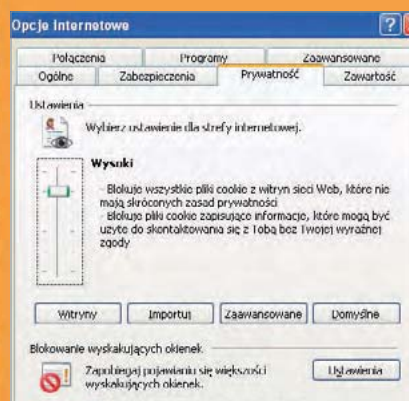 Opcje Internetowe
Połączenia Programy Zaawansowane
Ogólne Zabezpieczenia Prywatność Zawartość
Ustawienia
Wybierz ustawienie dla strefy internetowej.
Wysoki
- Blokuje wszystkie pliki cookie z witryn sieci Web, które nie
mają skróconych zasad prywatności
- Blokuje pliki cookie zapisujące informacje, które mogą być
użyte do skontaktowania się z Tobą bez Twojej wyraźnej
zgody
Witryny Importuj Zaawansowane Domyślne
Blokowanie wyskakujących okienek
Zapobiegaj pojawianiu się większości
wyskakujących okienek. Ustawienia